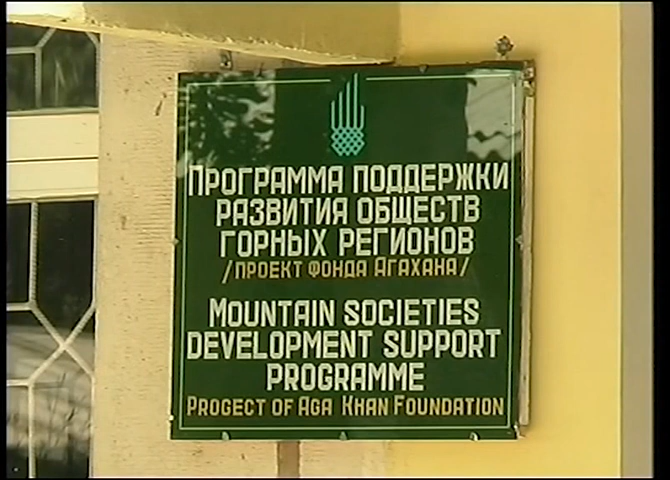 Программа поддержки
развития обществ
горных регионов
/проект фонда Агахана/
Mountain societies
development support
programme
Progect of Aga Khan Foundation